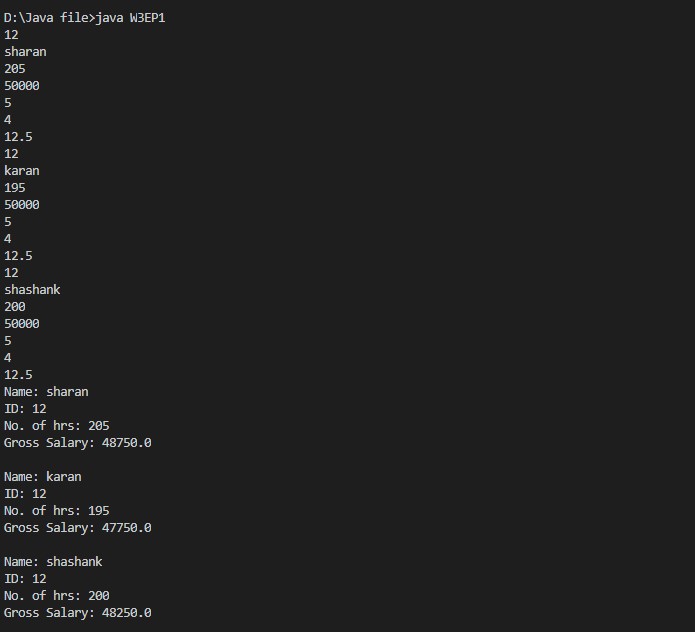 D:\Java file>java W3EP1
12
sharan
205
50000
5
4
12.5
12
karan
195
50000
5
4
12.5
12
shashank
200
50000
5
4
12.5
Name: sharan
ID: 12
No. of hrs: 205
Gross Salary: 48750.0
Name: karan
ID: 12
No. of hrs: 195
Gross Salary: 47750.0
Name: shashank
ID: 12
No. of hrs: 200
Gross Salary: 48250.0